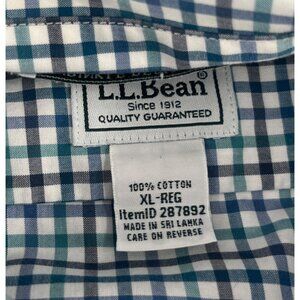 L.L.Bean®
Since 1912
QUALITY GUARANTEED
100% COTTON
XL-REG
ItemID 287892
MADE IN SRI LANKA
CARE ON REVERSE